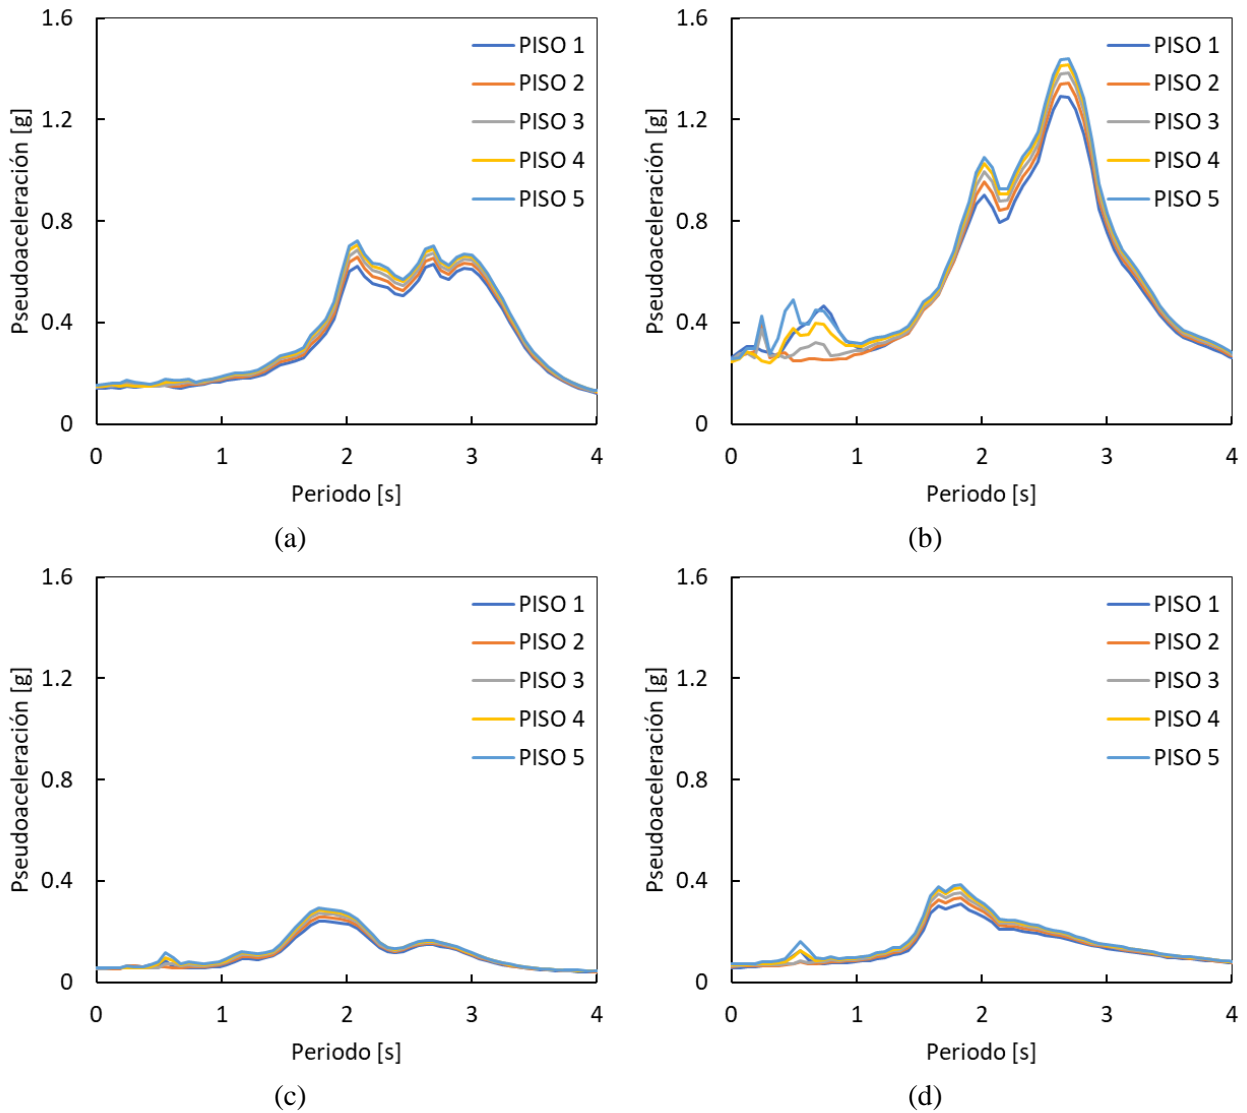 1.6
1.2
0.8
0.4
0
Pseudoaceleración [g]
0 1 2 3 4
Periodo [s]
PISO 1
PISO 2
PISO 3
PISO 4
PISO 5
(a)
1.6
1.2
0.8
0.4
0
Pseudoaceleración [g]
0 1 2 3 4
Periodo [s]
PISO 1
PISO 2
PISO 3
PISO 4
PISO 5
(b)
1.6
1.2
0.8
0.4
0
Pseudoaceleración [g]
0 1 2 3 4
Periodo [s]
PISO 1
PISO 2
PISO 3
PISO 4
PISO 5
(c)
1.6
1.2
0.8
0.4
0
Pseudoaceleración [g]
0 1 2 3 4
Periodo [s]
PISO 1
PISO 2
PISO 3
PISO 4
PISO 5
(d)